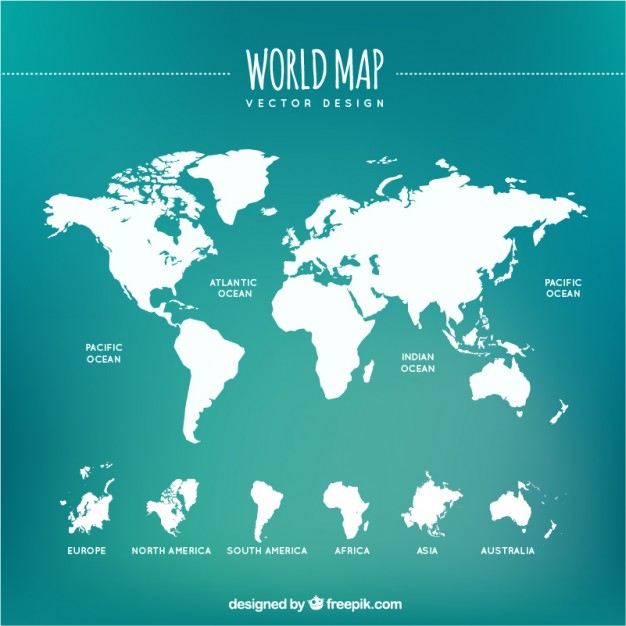 WORLD MAP
VECTOR DESIGN
ATLANTIC
OCEAN
PACIFIC
OCEAN
PACIFIC
OCEAN
INDIAN
OCEAN
EUROPE
NORTH AMERICA
SOUTH AMERICA
AFRICA
ASIA
AUSTRALIA
designed by freepik.com